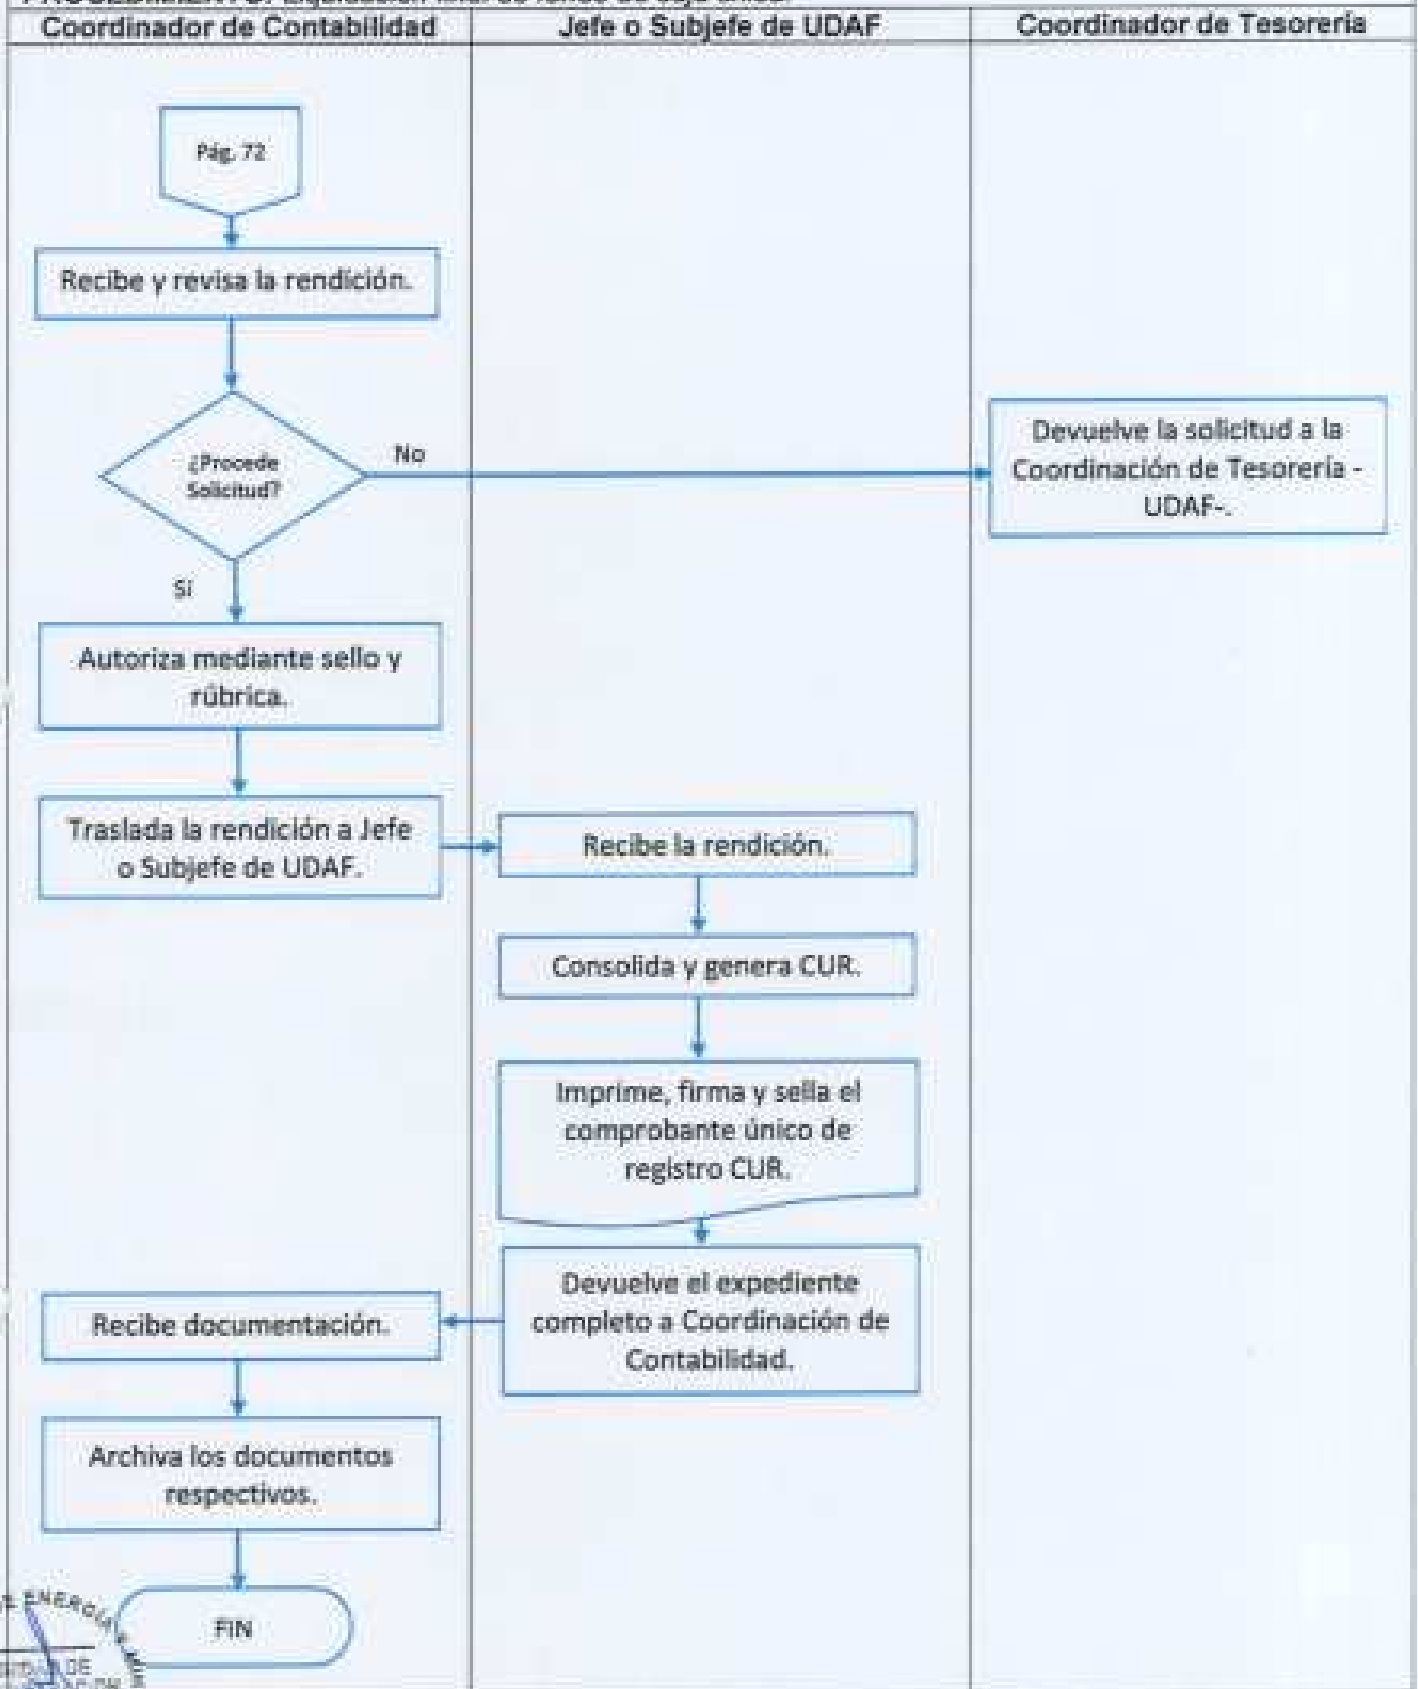 Coordinador de Contabilidad
Jefe o Subjefe de UDAF
Coordinador de Tesorería
Pág. 72
Recibe y revisa la rendición.
¿Procede
Solicitud?
No
Devuelve la solicitud a la
Coordinación de Tesorería -
UDAF-.
Si
Autoriza mediante sello y
rúbrica.
Traslada la rendición a Jefe
o Subjefe de UDAF.
Recibe la rendición.
Consolida y genera CUR.
Imprime, firma y sella el
comprobante único de
registro CUR.
Devuelve el expediente
completo a Coordinación de
Contabilidad.
Recibe documentación.
Archiva los documentos
respectivos.
FIN
ENERGÍA
DE